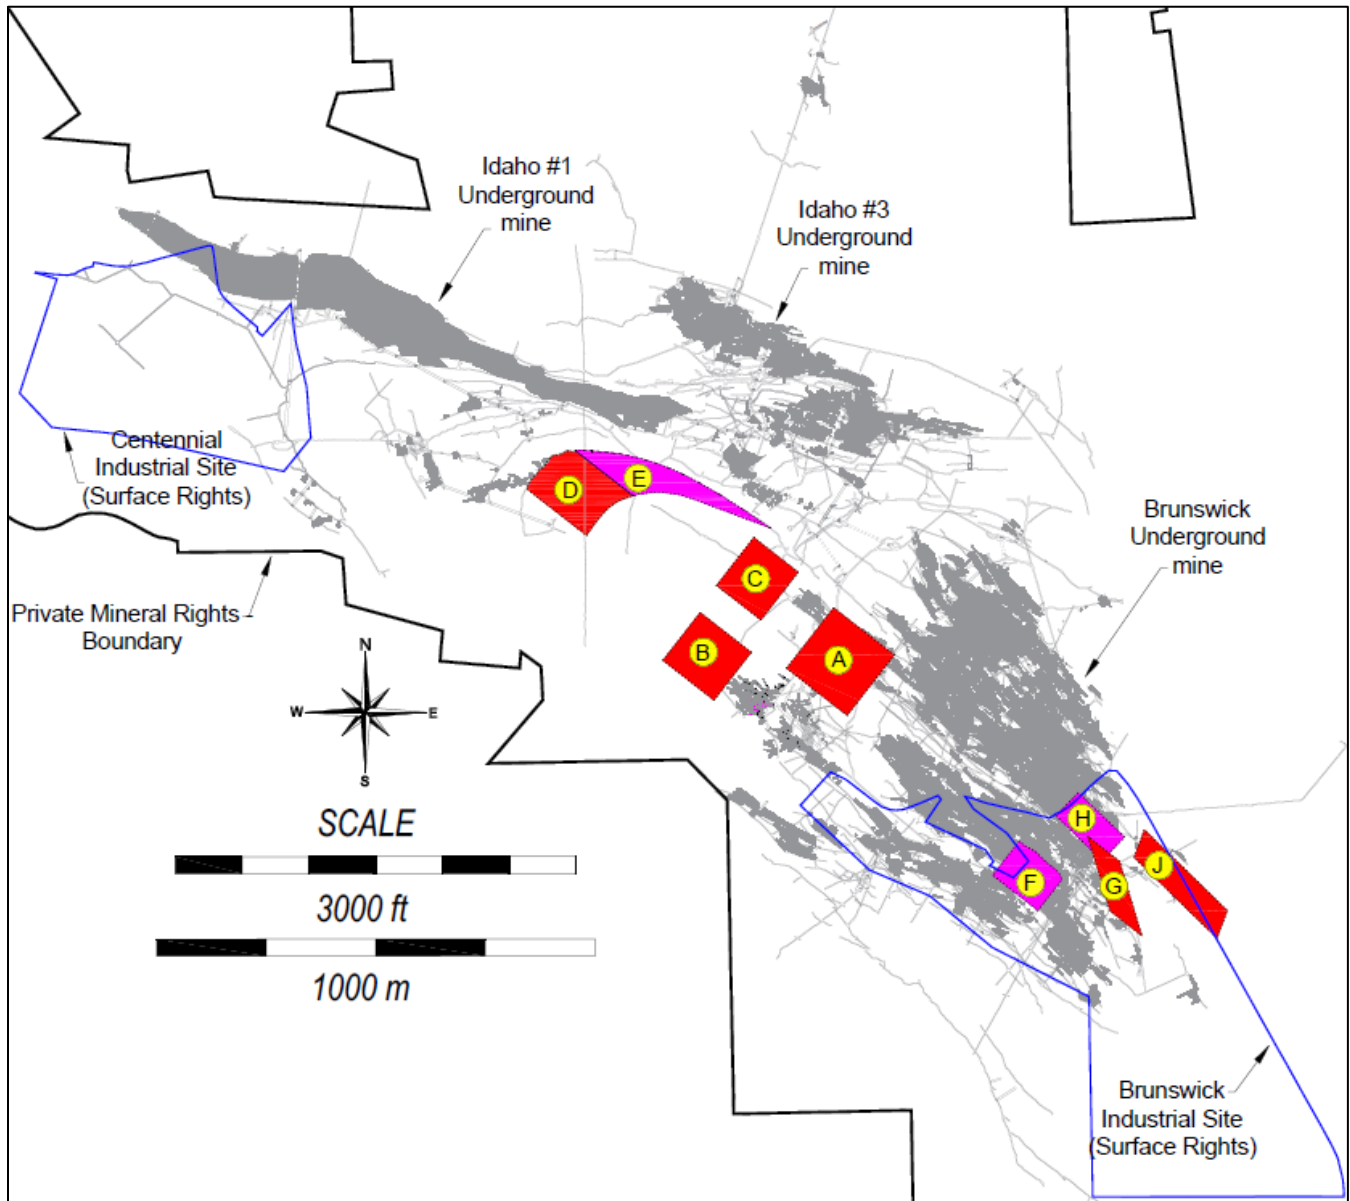 Idaho #1
Underground
mine
Idaho #3
Underground
mine
Centennial
Industrial Site
(Surface Rights)
D
E
Brunswick
Underground
mine
C
Private Mineral Rights
Boundary
B
A
N
W
E
S
SCALE
3000 ft
1000 m
H
J
F
G
Brunswick
Industrial Site
(Surface Rights)